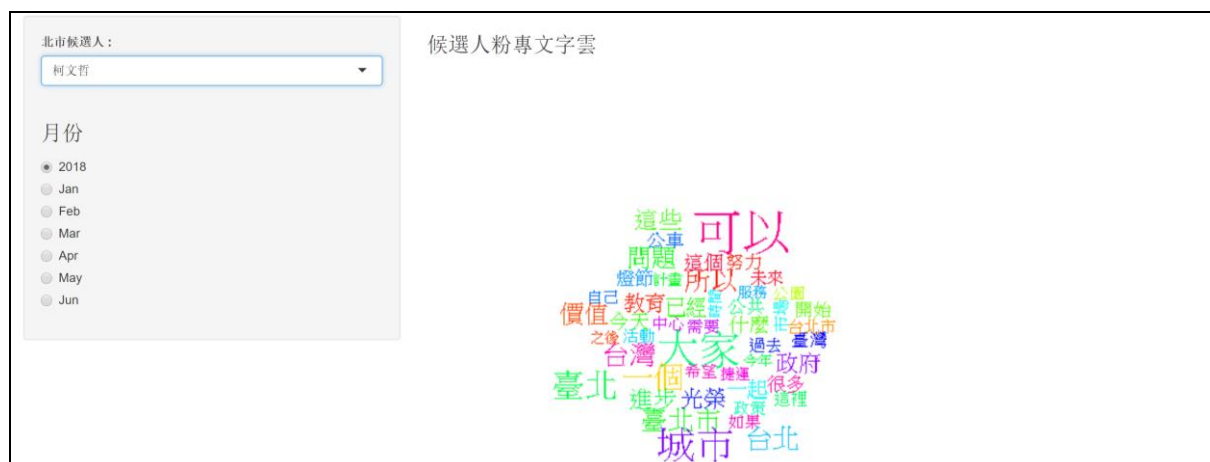 北市候選人:
柯文哲
月份
2018
Jan
Feb
Mar
Apr
May
Jun
候選人粉專文字雲
這些 可以
公車
問題 這個 努力
燈節 計畫 所以 未來
自己 教育 已經 服務 公園
價值 今天 中心 需要 什麼 公共 開始
台北市
之後 活動 大家 過去 臺灣
台灣 今年 政府
臺北 一個 希望 捷運 一起 很多
進步 光榮 政策 這裡
臺北市 如果
城市 台北